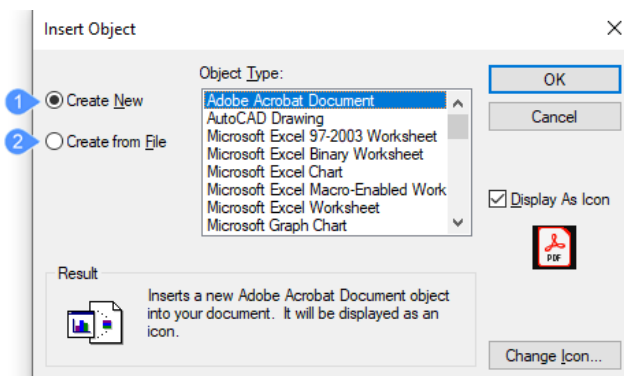 Insert Object
Object Type:
1
Create New
2
Create from File
Adobe Acrobat Document
AutoCAD Drawing
Microsoft Excel 97-2003 Worksheet
Microsoft Excel Binary Worksheet
Microsoft Excel Chart
Microsoft Excel Macro-Enabled Work
Microsoft Excel Worksheet
Microsoft Graph Chart
OK
Cancel
Display As Icon
PDF
Result
Inserts a new Adobe Acrobat Document object
into your document. It will be displayed as an
icon.
Change Icon...